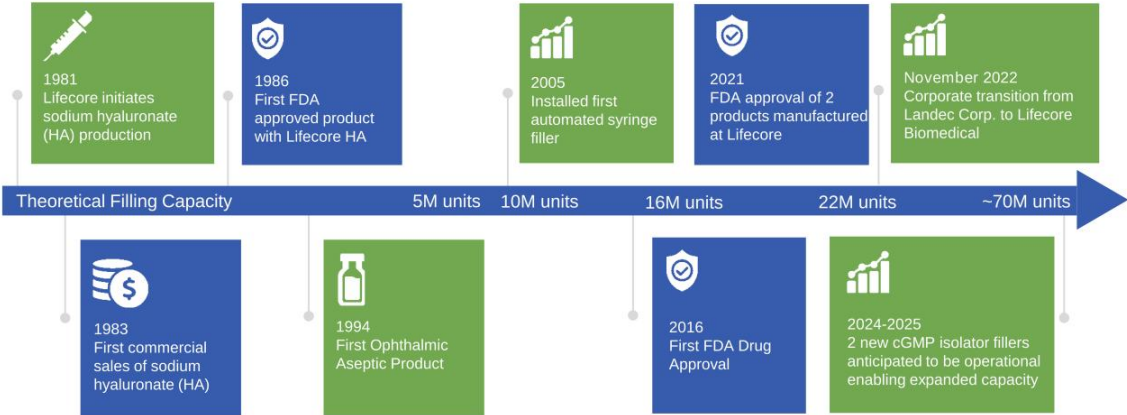 1981
Lifecore initiates
sodium hyaluronate
(HA) production
1986
First FDA
approved product
with Lifecore HA
2005
Installed first
automated syringe
filler
2021
FDA approval of 2
products manufactured
at Lifecore
November 2022
Corporate transition from
Landec Corp. to Lifecore
Biomedical
Theoretical Filling Capacity 5M units 10M units 16M units 22M units ~70M units
$
1983
First commercial
sales of sodium
hyaluronate (HA)
1994
First Ophthalmic
Aseptic Product
2016
First FDA Drug
Approval
2024-2025
2 new cGMP isolator fillers
anticipated to be operational
enabling expanded capacity